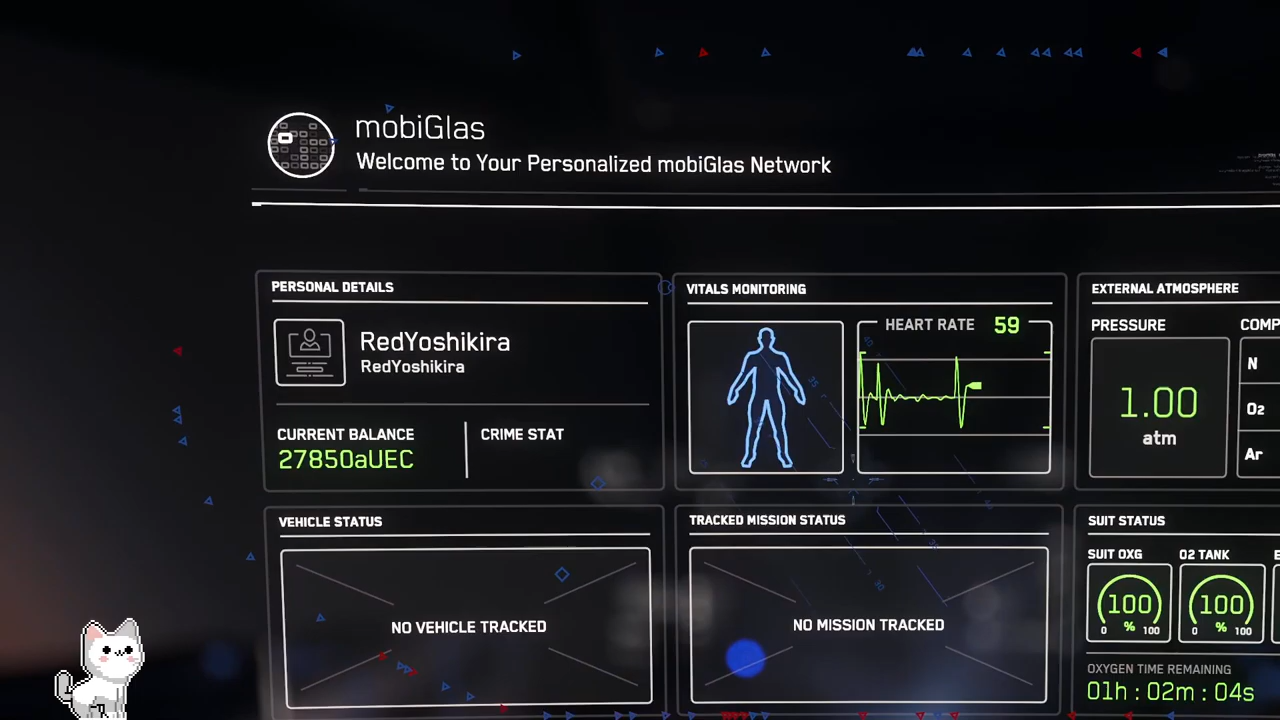 mobiGlas
Welcome to Your Personalized mobiGlas Network
PERSONAL DETAILS
RedYoshikira
RedYoshikira
CURRENT BALANCE
27850aUEC
CRIME STAT
VITALS MONITORING
HEART RATE 59
EXTERNAL ATMOSPHERE
PRESSURE
1.00
atm
COMP
N
O2
Ar
VEHICLE STATUS
NO VEHICLE TRACKED
TRACKED MISSION STATUS
NO MISSION TRACKED
SUIT STATUS
SUIT OXG
100
%
0 100
O2 TANK
100
%
0 100
OXYGEN TIME REMAINING
01h : 02m : 04s